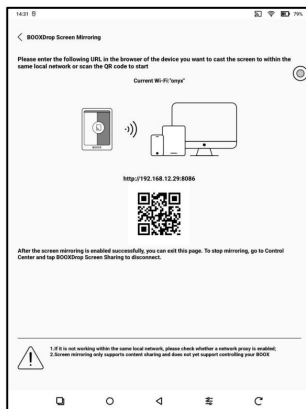 14:31
79%
BOOXDrop Screen Mirroring
Please enter the following URL in the browser of the device you want to cast the screen to within the
same local network or scan the QR code to start
Current Wi-Fi:"onyx"
BOOX
http://192.168.12.29:8086
After the screen mirroring is enabled successfully, you can exit this page. To stop mirroring, go to Control
Center and tap BOOXDrop Screen Sharing to disconnect.
1.If it is not working within the same local network, please check whether a network proxy is enabled;
2.Screen mirroring only supports content sharing and does not yet support controlling your BOOX